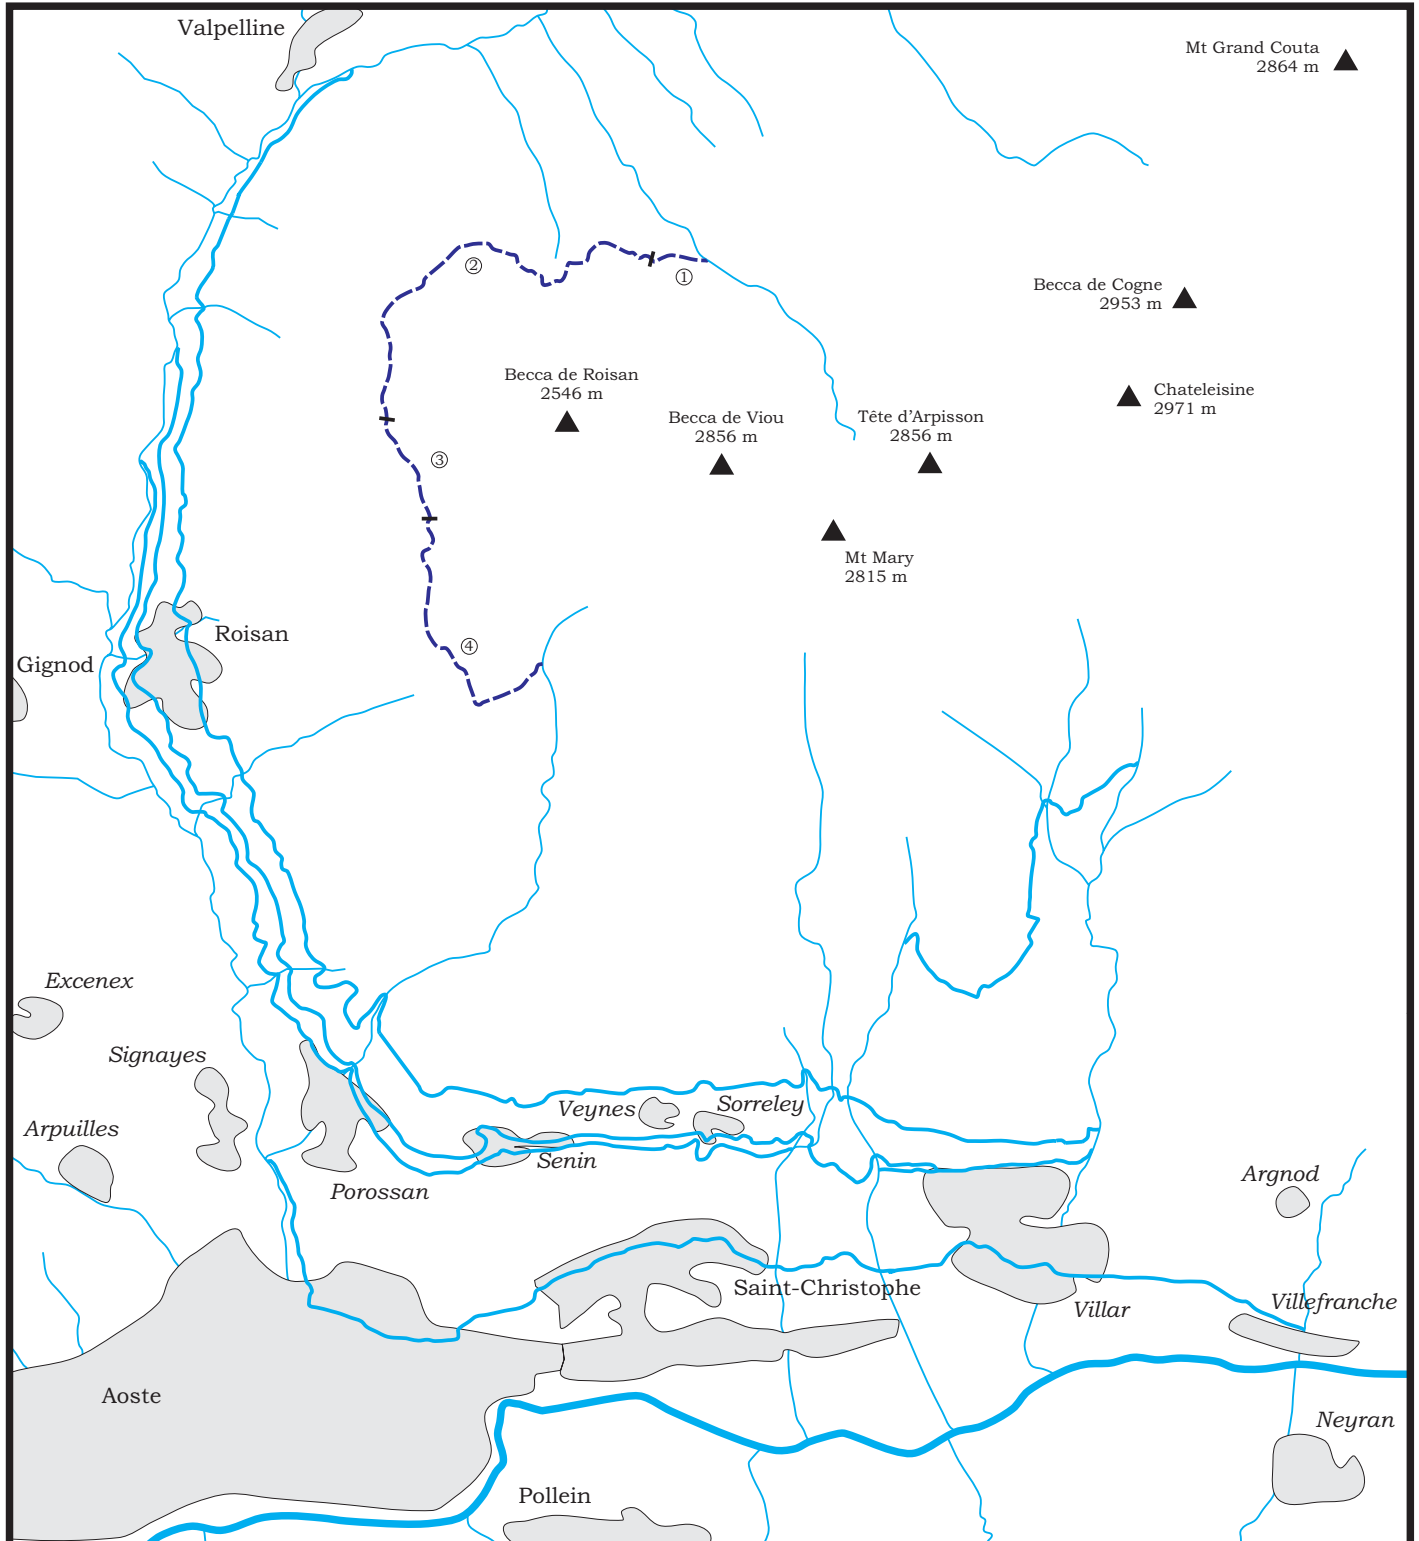 Valpelline
Mt Grand Couta
2864 m
②
①
Becca de Cogne
2953 m
Becca de Roisan
2546 m
Becca de Viou
2856 m
Tête d’Arpisson
2856 m
Chateleisine
2971 m
③
Mt Mary
2815 m
Roisan
Gignod
④
Excenex
Signayes
Arpuilles
Veynes
Sorreley
Senin
Porossan
Argnod
Saint-Christophe
Villar
Villefranche
Aoste
Neyran
Pollein